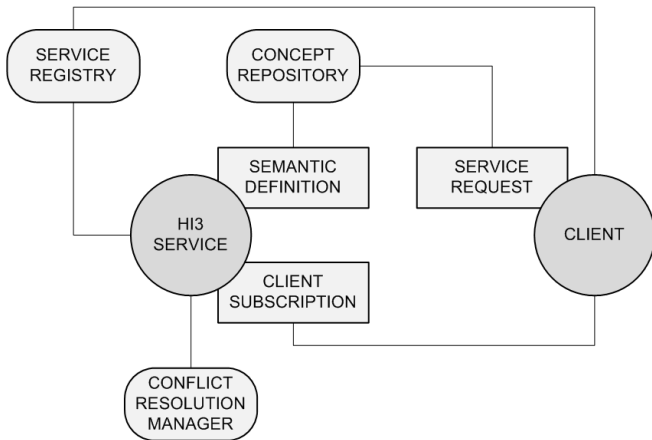 SERVICE
REGISTRY
CONCEPT
REPOSITORY
SEMANTIC
DEFINITION
SERVICE
REQUEST
HI3
SERVICE
CLIENT
CLIENT
SUBSCRIPTION
CONFLICT
RESOLUTION
MANAGER